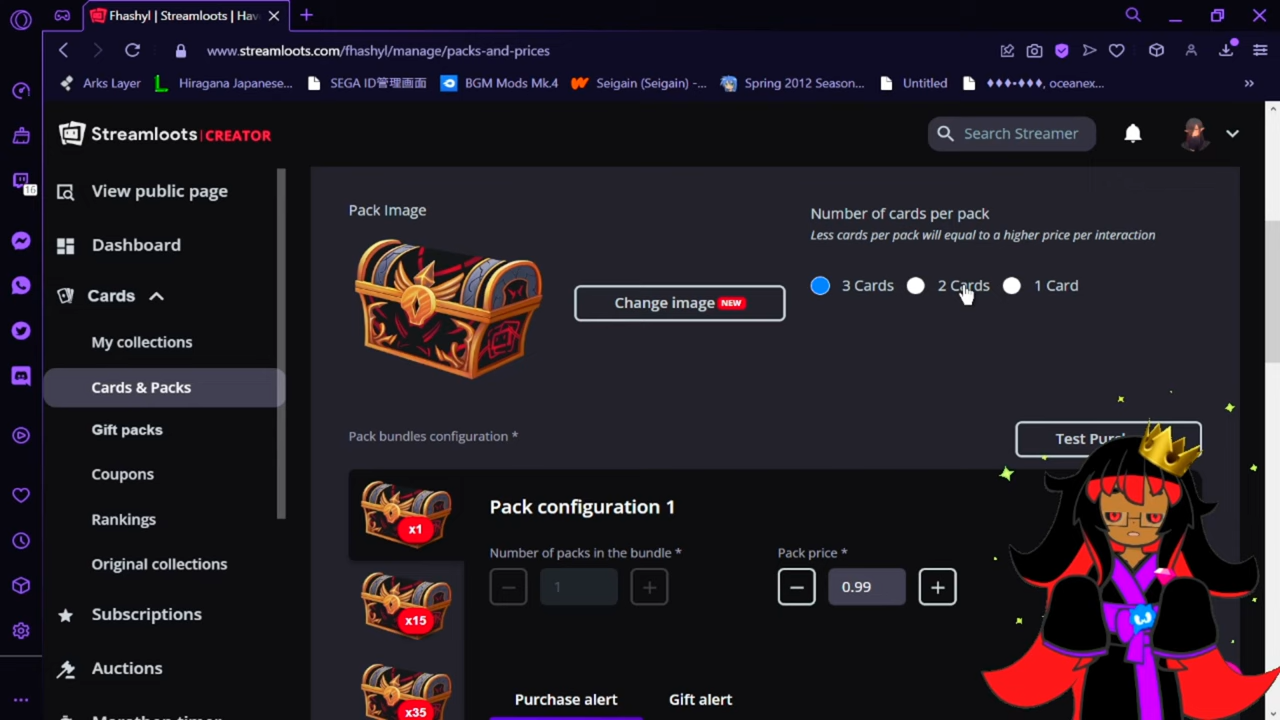 Fhashyl | Streamloots | Hav
www.streamloots.com/fhashyl/manage/packs-and-prices
Arks Layer
Hiragana Japanese...
SEGA ID管理画面
BGM Mods Mk.4
Seigain (Seigain) -...
Spring 2012 Season...
Untitled
♦♦♦-♦♦♦, oceanex...
Streamloots | CREATOR
Search Streamer
16
View public page
Dashboard
Cards
My collections
Cards & Packs
Gift packs
Coupons
Rankings
Original collections
Subscriptions
Auctions
Marathon timer
Pack Image
Change image NEW
Number of cards per pack
Less cards per pack will equal to a higher price per interaction
3 Cards
2 Cards
1 Card
Pack bundles configuration *
Test Purc
x1
x15
x35
Pack configuration 1
Number of packs in the bundle *
1
Pack price *
0.99
Purchase alert
Gift alert